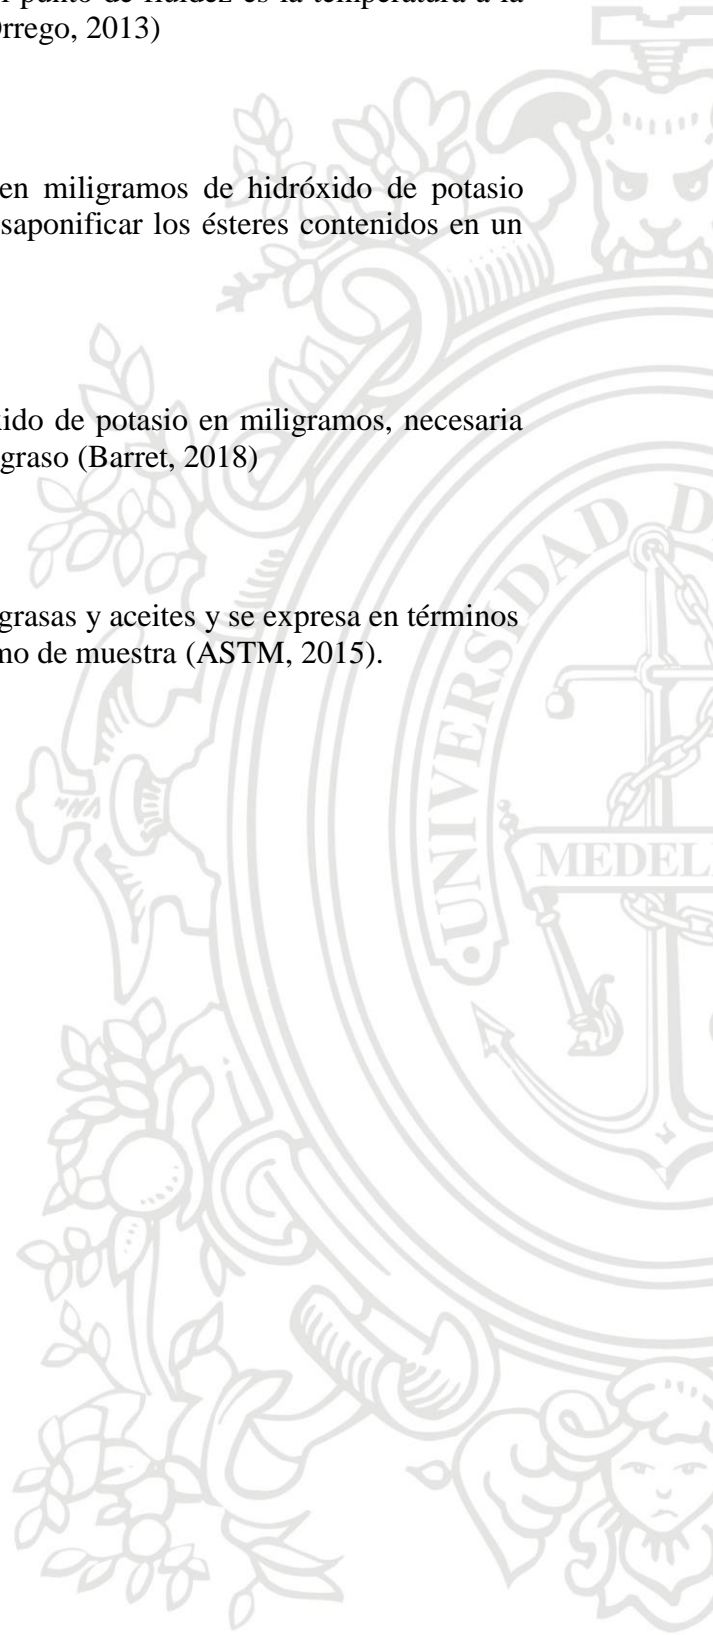 punto de fluidez es la temperatura a la
rrego, 2013)
en miligramos de hidróxido de potasio
saponificar los ésteres contenidos en un
ido de potasio en miligramos, necesaria
graso (Barret, 2018)
grasas y aceites y se expresa en términos
mo de muestra (ASTM, 2015).
UNIVERSIDAD D
MEDEL